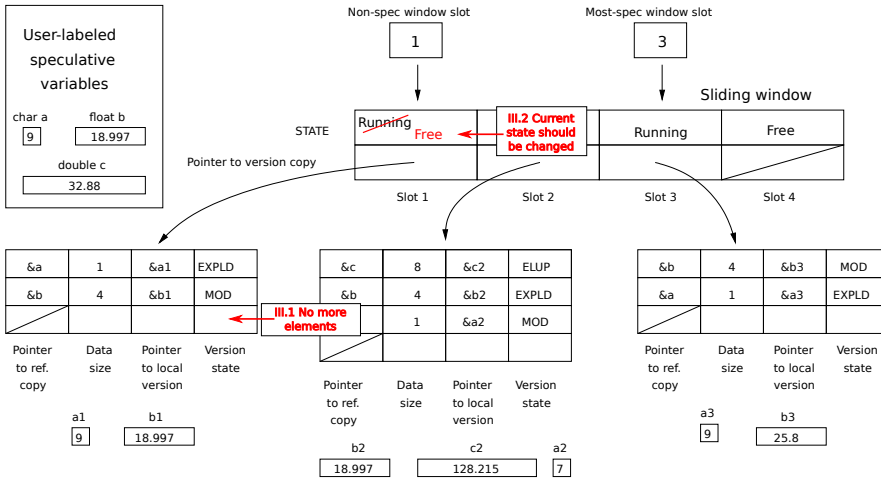 User-labeled
speculative
variables
char a
float b
9
18.997
double c
32.88
Non-spec window slot
Most-spec window slot
1
3
Sliding window
STATE
Running
Free
III.2 Current
state should
be changed
Running
Free
Pointer to version copy
Slot 1
Slot 2
Slot 3
Slot 4
&a 1 &a1 EXPLD
&b 4 &b1 MOD
III.1 No more
elements
Pointer
to ref.
copy
Data
size
Pointer
to local
version
Version
state
a1
b1
9
18.997
&c 8 &c2 ELUP
&b 4 &b2 EXPLD
1 &a2 MOD
Pointer
to ref.
copy
Data
size
Pointer
to local
version
Version
state
b2
c2
a2
18.997
128.215
7
&b 4 &b3 MOD
&a 1 &a3 EXPLD
Pointer
to ref.
copy
Data
size
Pointer
to local
version
Version
state
a3
b3
9
25.8